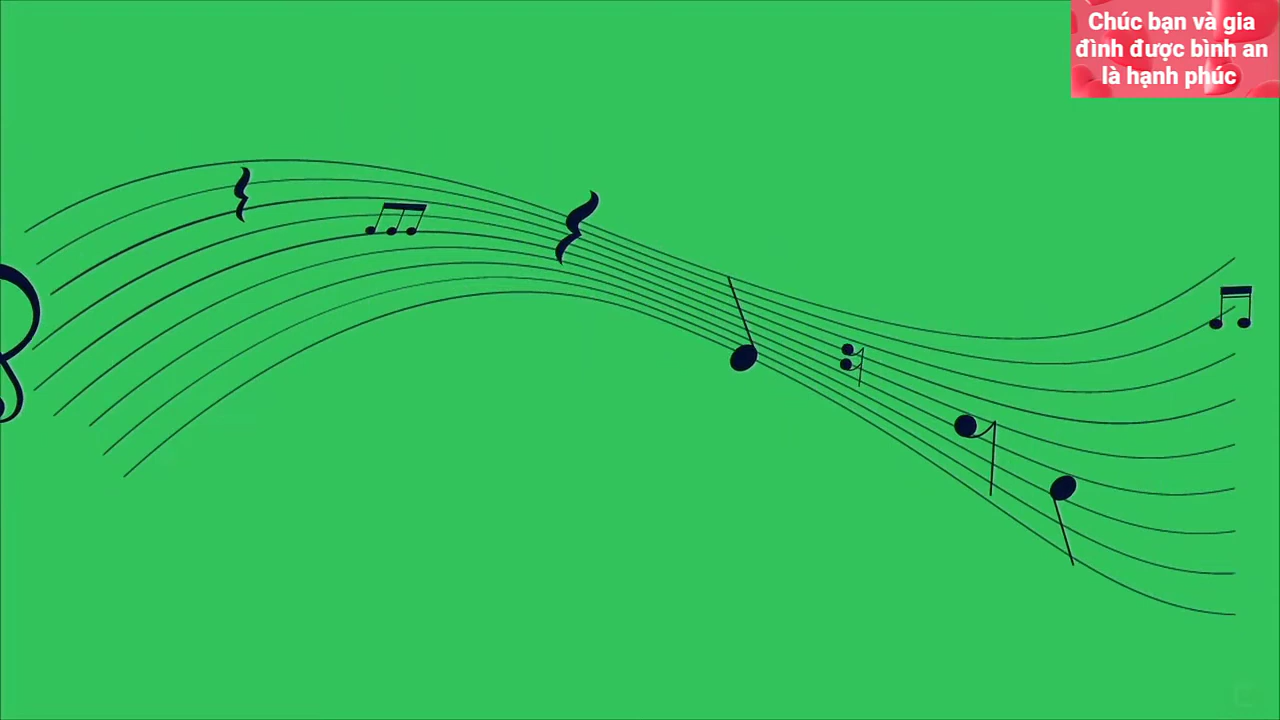 Chúc bạn và gia
đình được bình an
là hạnh phúc